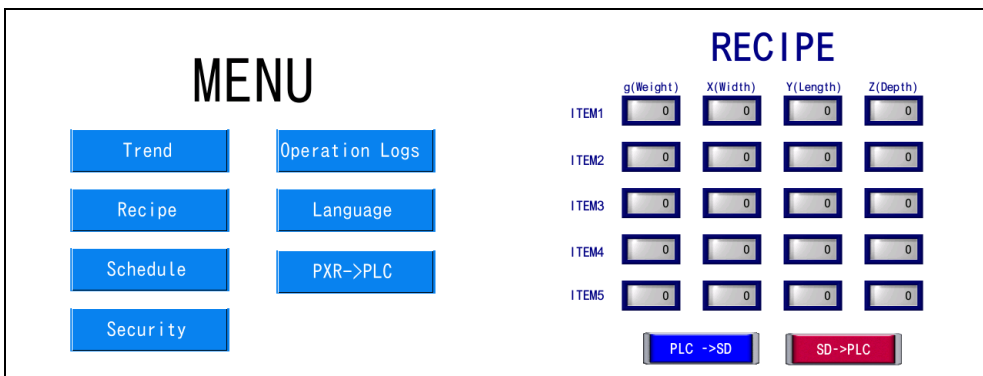 MENU
Trend
Operation Logs
Recipe
Language
Schedule
PXR->PLC
Security
RECIPE
g(Weight) X(Width) Y(Length) Z(Depth)
ITEM1 0 0 0 0
ITEM2 0 0 0 0
ITEM3 0 0 0 0
ITEM4 0 0 0 0
ITEM5 0 0 0 0
PLC ->SD
SD->PLC